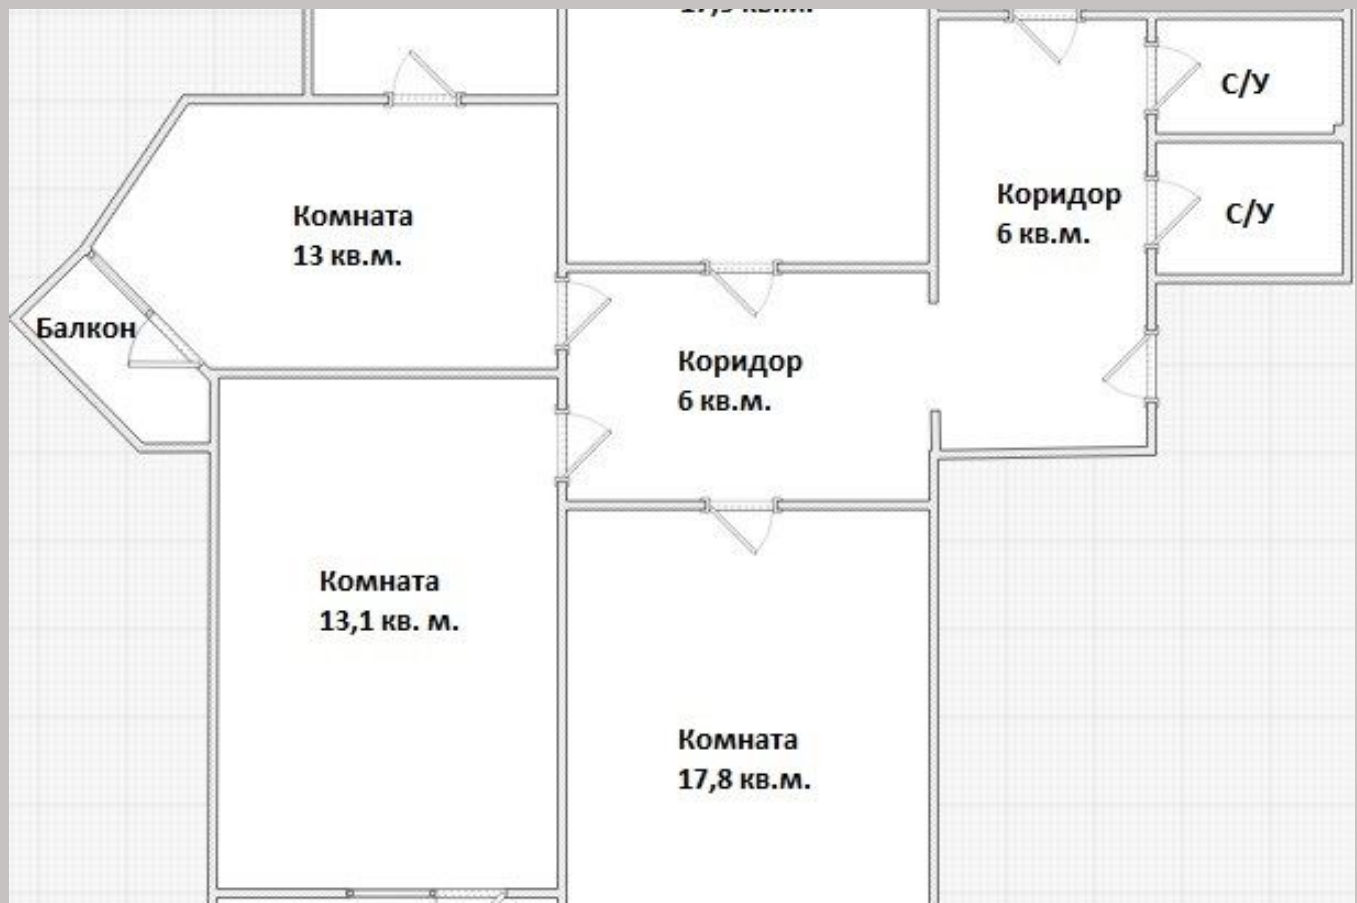 С/У
Коридор
6 кв.м.
С/У
Комната
13 кв.м.
Балкон
Коридор
6 кв.м.
Комната
13,1 кв. м.
Комната
17,8 кв.м.